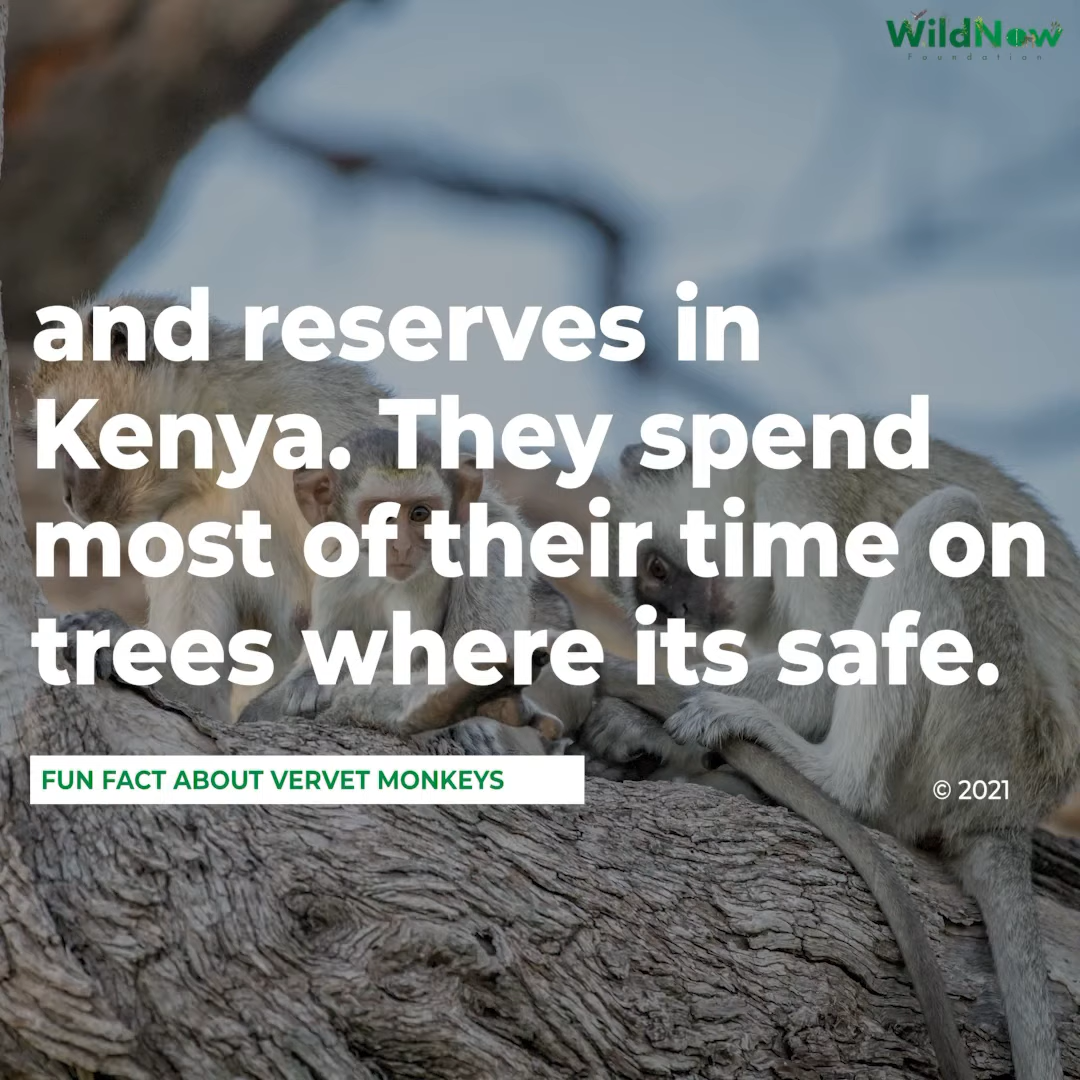 WildNow
Foundation
and reserves in
Kenya. They spend
most of their time on
trees where its safe.
FUN FACT ABOUT VERVET MONKEYS
© 2021